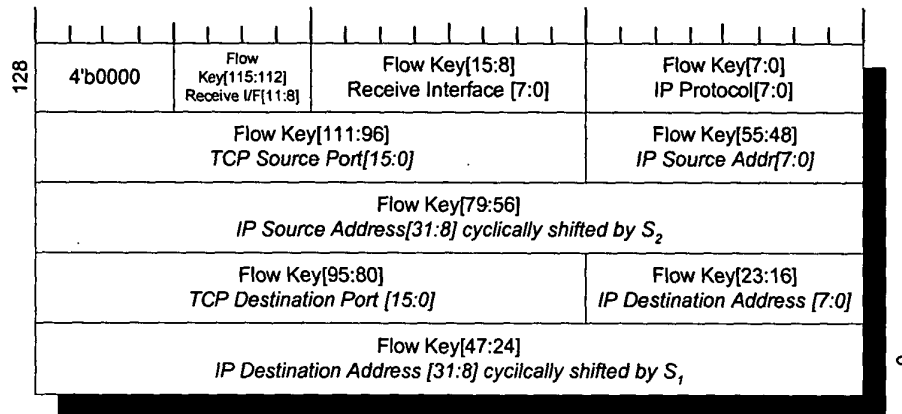 128
4'b0000
Flow
Key[115:112]
Receive I/F[11:8]
Flow Key[15:8]
Receive Interface [7:0]
Flow Key[7:0]
IP Protocol[7:0]
Flow Key[111:96]
TCP Source Port[15:0]
Flow Key[55:48]
IP Source Addr[7:0]
Flow Key[79:56]
IP Source Address[31:8] cyclically shifted by S₂
Flow Key[95:80]
TCP Destination Port [15:0]
Flow Key[23:16]
IP Destination Address [7:0]
Flow Key[47:24]
IP Destination Address [31:8] cycilcally shifted by S₁